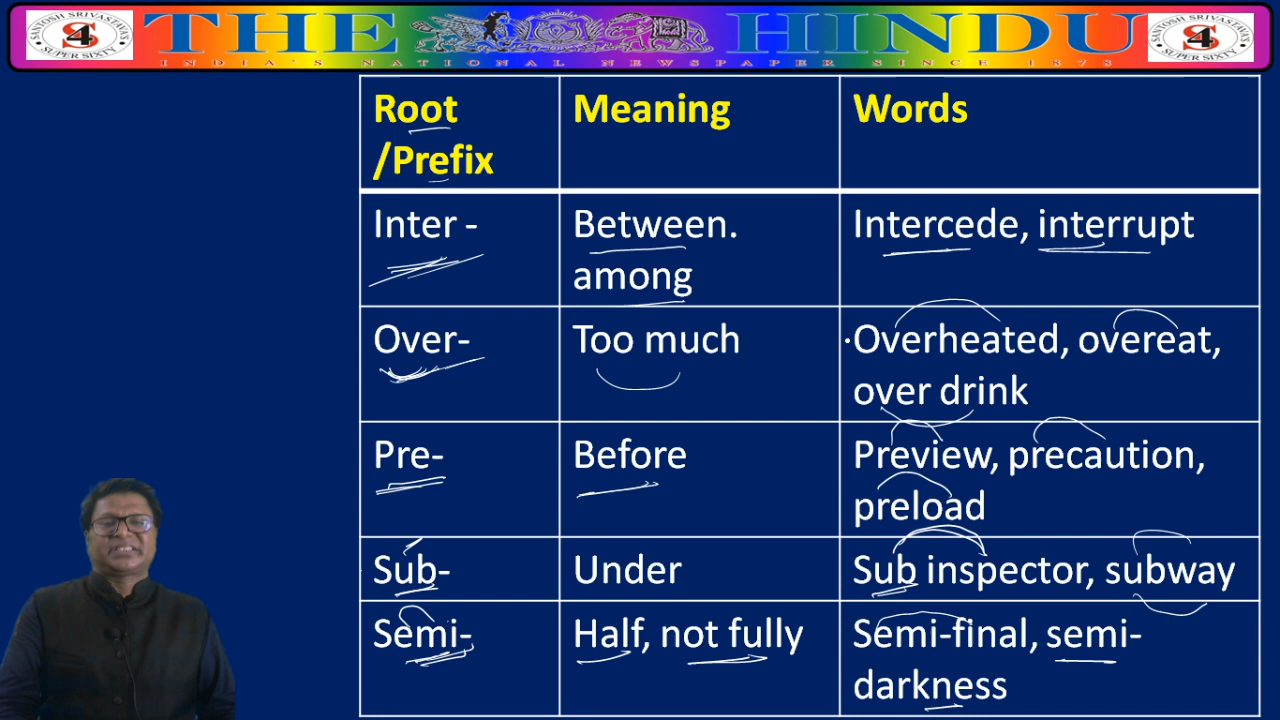 SANTOSH SRIVASTAVA'S
S4
SUPER SIXTY
THE HINDU
INDIA'S NATIONAL NEWSPAPER SINCE 1878
SANTOSH SRIVASTAVA'S
S4
SUPER SIXTY
Root Meaning Words
/Prefix
Inter - Between. Intercede, interrupt
among
Over- Too much Overheated, overeat,
over drink
Pre- Before Preview, precaution,
preload
Sub- Under Sub inspector, subway
Semi- Half, not fully Semi-final, semi-
darkness